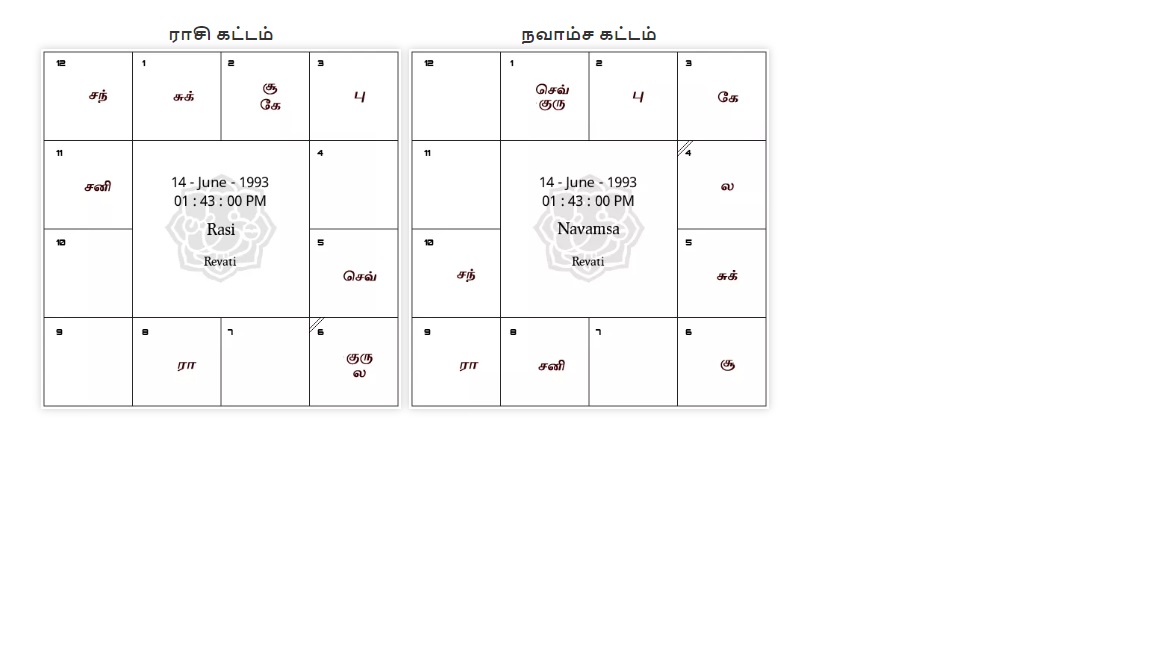 ராசி கட்டம்
12
சந்
1
சுக்
2
சூ
கே
3
பு
11
சனி
14 - June - 1993
01 : 43 : 00 PM
Rasi
Revati
4
10
5
செவ்
9
8
ரா
7
6
குரு
ல
நவாம்ச கட்டம்
12
1
செவ்
குரு
2
பு
3
கே
11
14 - June - 1993
01 : 43 : 00 PM
Navamsa
Revati
4
ல
10
சந்
5
சுக்
9
ரா
8
சனி
7
6
சூ